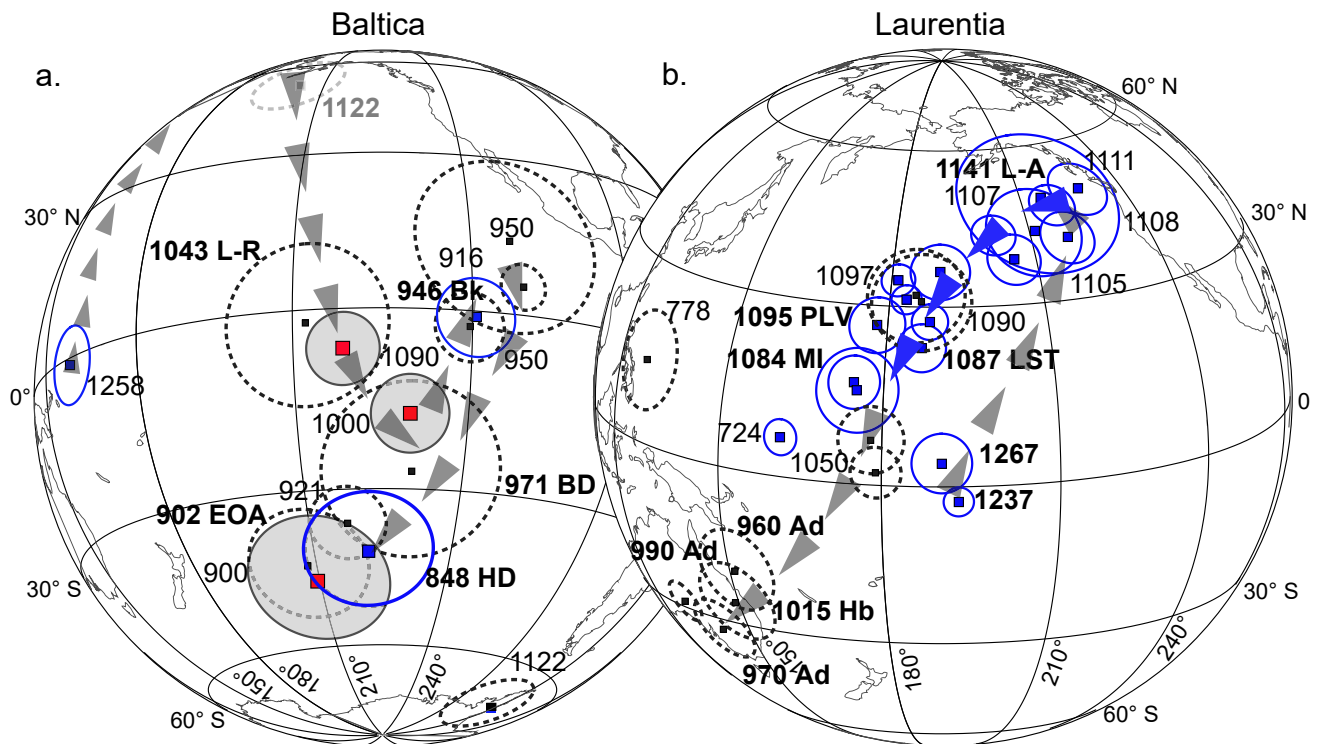 Baltica
Laurentia
a.
b.
1122
60° N
1111
1141 L-A
1107
30° N
950
1108
30° N
1043 L-R
916
946 Bk
1097
1105
778
1095 PLV
1090
1090
950
1084 MI
1087 LST
1258
0°
0
1000
724
1050
1267
971 BD
1237
921
902 EOA
960 Ad
990 Ad
900
848 HD
30° S
1015 Hb
30° S
1122
970 Ad
150°
180°
210°
240°
150°
180°
210°
240°
60° S
60° S